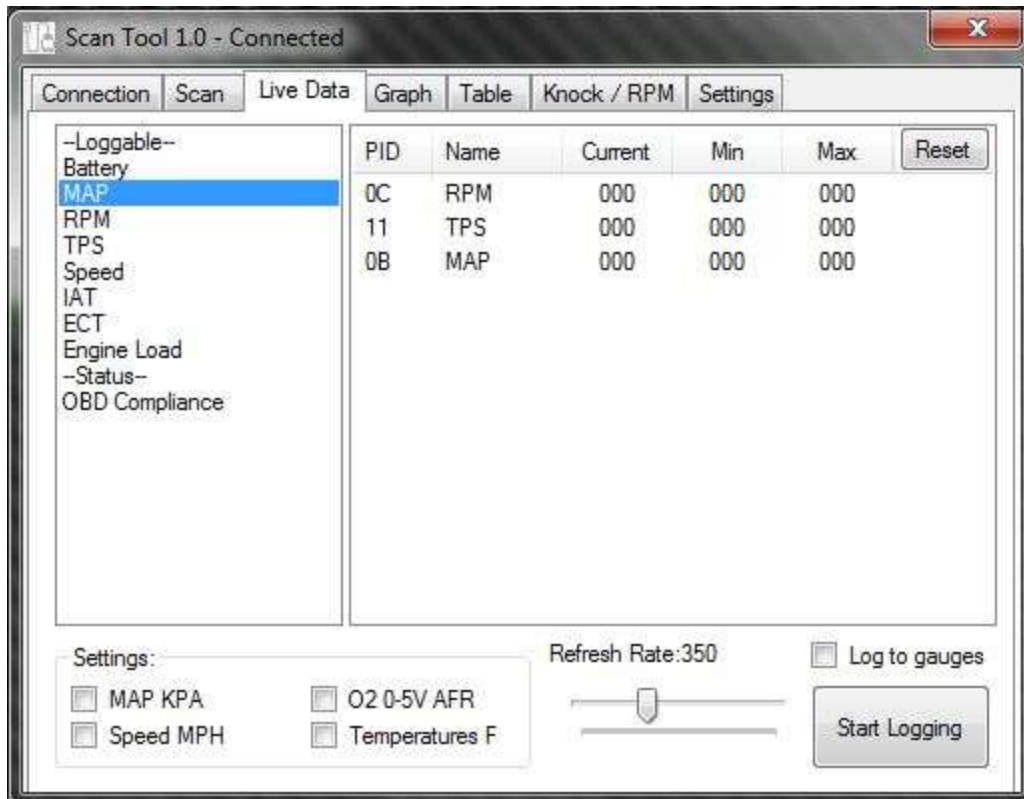 Scan Tool 1.0 - Connected
Connection Scan Live Data Graph Table Knock / RPM Settings
--Loggable--
Battery
MAP
RPM
TPS
Speed
IAT
ECT
Engine Load
--Status--
OBD Compliance
PID Name Current Min Max Reset
0C RPM 000 000 000
11 TPS 000 000 000
0B MAP 000 000 000
Settings:
MAP KPA
O2 0-5V AFR
Speed MPH
Temperatures F
Refresh Rate:350
Log to gauges
Start Logging